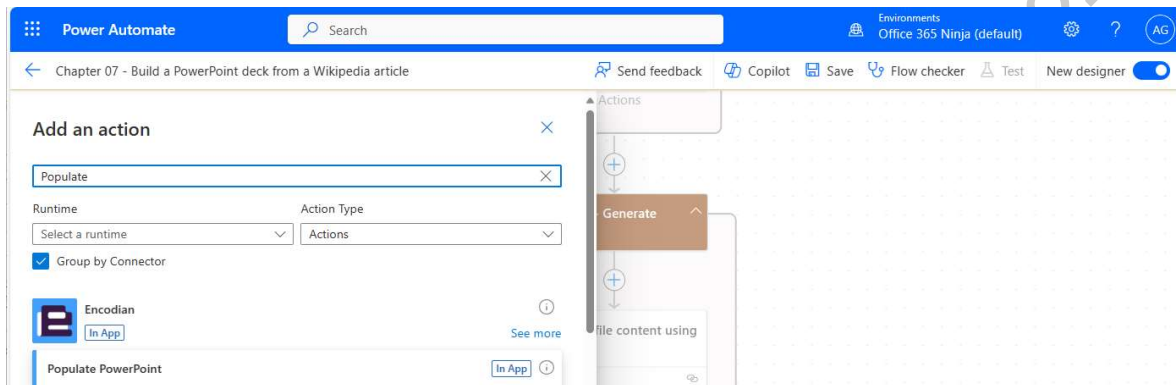 Power Automate
Search
Environments
Office 365 Ninja (default)
AG
Chapter 07 - Build a PowerPoint deck from a Wikipedia article
Send feedback
Copilot
Save
Flow checker
Test
New designer
Add an action
Actions
Populate
Runtime
Action Type
Select a runtime
Actions
Group by Connector
Generate
Encodian
In App
See more
file content using
Populate PowerPoint
In App